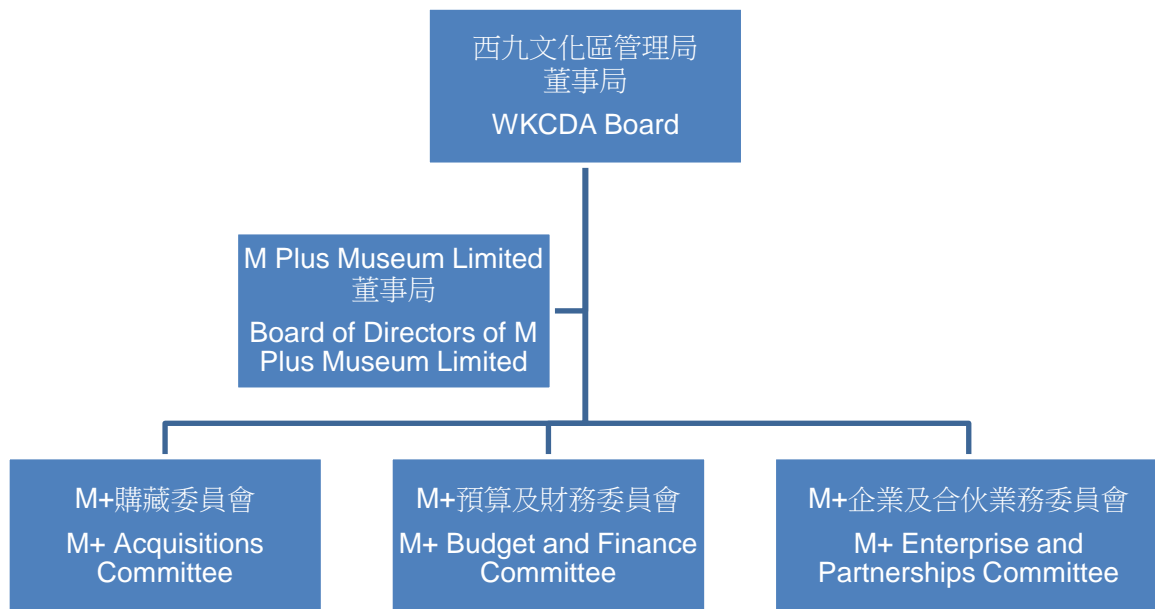 西九文化區管理局
董事局
WKCDA Board
M Plus Museum Limited
董事局
Board of Directors of M
Plus Museum Limited
M+購藏委員會
M+ Acquisitions
Committee
M+預算及財務委員會
M+ Budget and Finance
Committee
M+企業及合伙業務委員會
M+ Enterprise and
Partnerships Committee